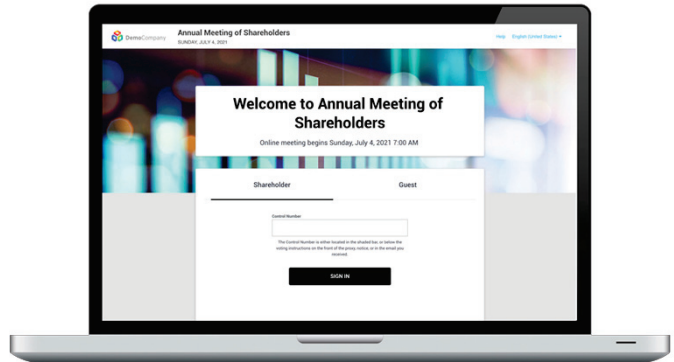 DemoCompany
Annual Meeting of Shareholders
SUNDAY, JULY 4, 2021
Help English (United States)
Welcome to Annual Meeting of
Shareholders
Online meeting begins Sunday, July 4, 2021 7:00 AM
Shareholder Guest
Control Number
The Control Number is either located in the shaded bar, or below the
voting instructions on the front of the proxy notice, or in the email you
received.
SIGN IN